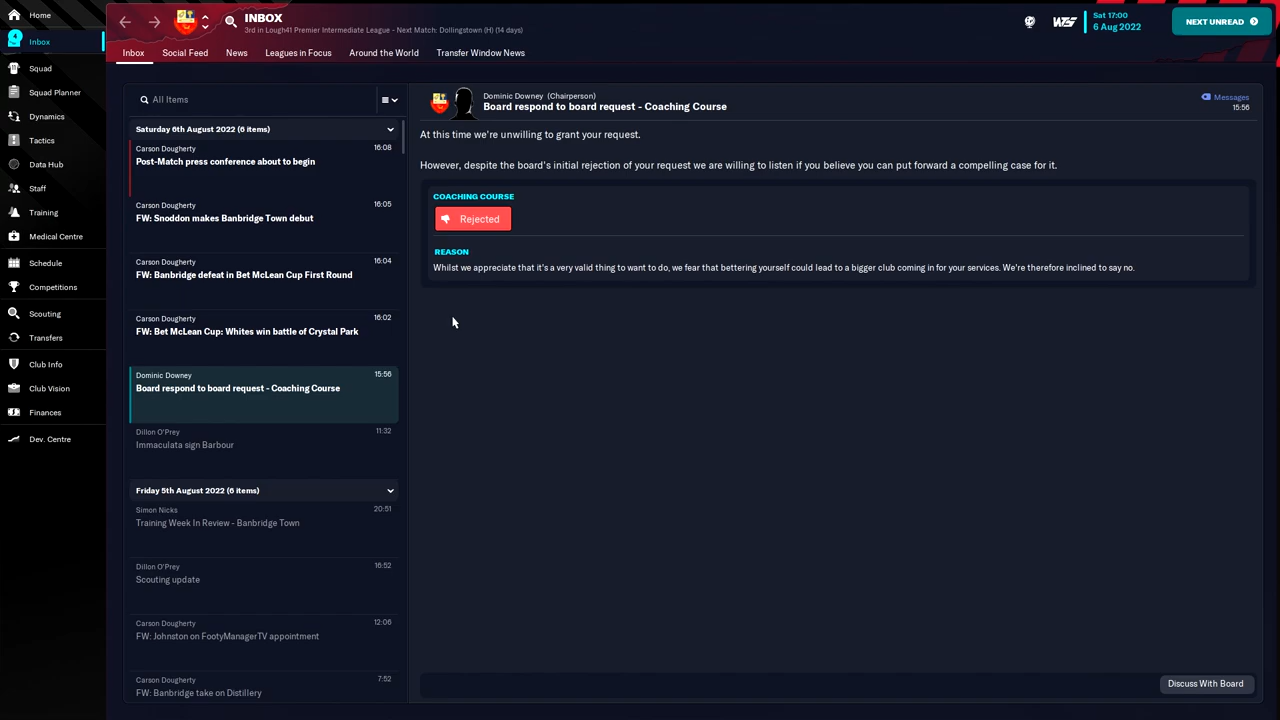 Home
INBOX
3rd in Lough41 Premier Intermediate League - Next Match: Dollingstown (H) (14 days)
Sat 17:00
6 Aug 2022
NEXT UNREAD
4
Inbox
Inbox
Social Feed
News
Leagues in Focus
Around the World
Transfer Window News
Squad
Squad Planner
Dynamics
Tactics
Data Hub
Staff
Training
Medical Centre
Schedule
Competitions
Scouting
Transfers
Club Info
Club Vision
Finances
Dev. Centre
All Items
Saturday 6th August 2022 (6 items)
Carson Dougherty
16:08
Post-Match press conference about to begin
Carson Dougherty
16:05
FW: Snoddon makes Banbridge Town debut
Carson Dougherty
16:04
FW: Banbridge defeat in Bet McLean Cup First Round
Carson Dougherty
16:02
FW: Bet McLean Cup: Whites win battle of Crystal Park
Dominic Downey
15:56
Board respond to board request - Coaching Course
Dillon O'Prey
11:32
Immaculata sign Barbour
Friday 5th August 2022 (6 items)
Simon Nicks
20:51
Training Week In Review - Banbridge Town
Dillon O'Prey
16:52
Scouting update
Carson Dougherty
12:06
FW: Johnston on FootyManagerTV appointment
Carson Dougherty
7:52
FW: Banbridge take on Distillery
Dominic Downey (Chairperson)
Board respond to board request - Coaching Course
Messages
15:56
At this time we're unwilling to grant your request.
However, despite the board's initial rejection of your request we are willing to listen if you believe you can put forward a compelling case for it.
COACHING COURSE
Rejected
REASON
Whilst we appreciate that it's a very valid thing to want to do, we fear that bettering yourself could lead to a bigger club coming in for your services. We're therefore inclined to say no.
Discuss With Board